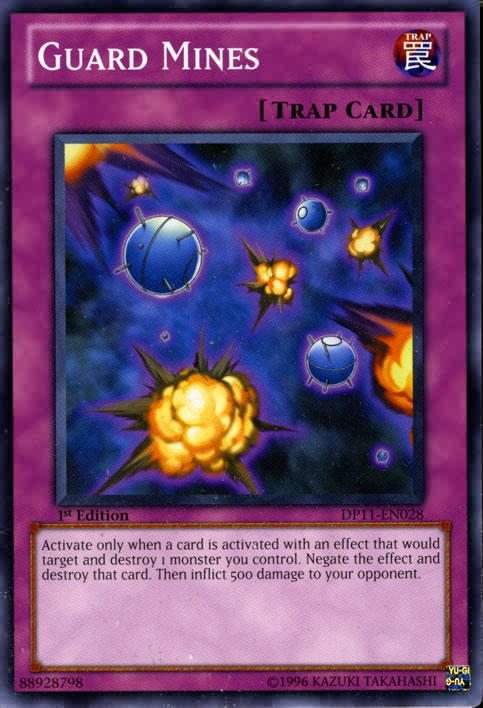 GUARD MINES
TRAP
罠
[TRAP CARD]
1st Edition
DP11-EN028
Activate only when a card is activated with an effect that would
target and destroy 1 monster you control. Negate the effect and
destroy that card. Then inflict 500 damage to your opponent.
88928798
©1996 KAZUKI TAKAHASHI